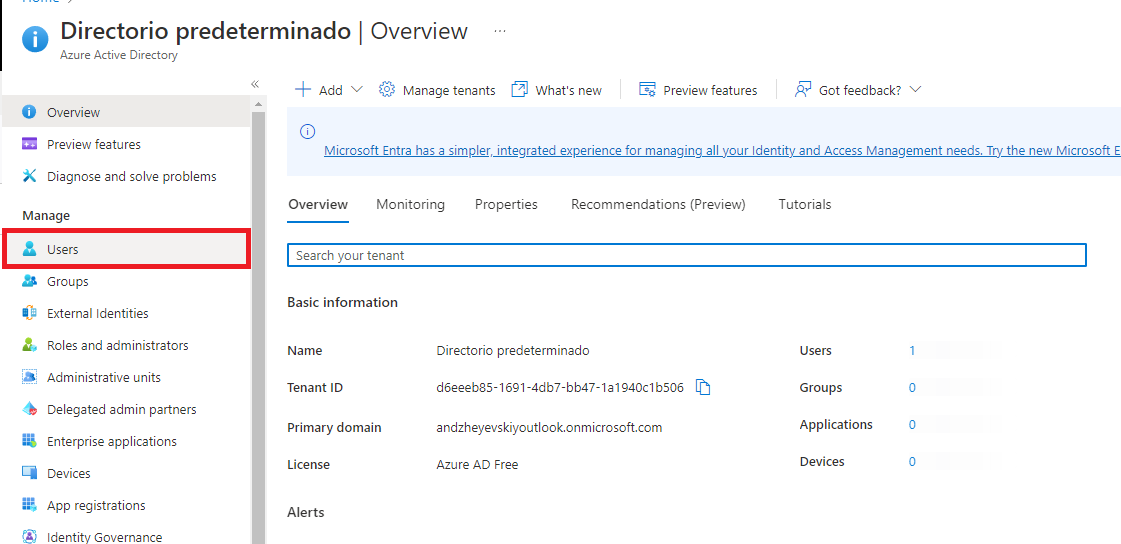 Home
Directorio predeterminado | Overview ...
Azure Active Directory
Overview
Preview features
Diagnose and solve problems
Manage
Users
Groups
External Identities
Roles and administrators
Administrative units
Delegated admin partners
Enterprise applications
Devices
App registrations
Identity Governance
Add Manage tenants What's new Preview features Got feedback?
Microsoft Entra has a simpler, integrated experience for managing all your Identity and Access Management needs. Try the new Microsoft E
Overview Monitoring Properties Recommendations (Preview) Tutorials
Search your tenant
Basic information
Name Directorio predeterminado Users 1
Tenant ID d6eeeb85-1691-4db7-bb47-1a1940c1b506 Groups 0
Primary domain andzheyevskiyoutlook.onmicrosoft.com Applications 0
License Azure AD Free Devices 0
Alerts